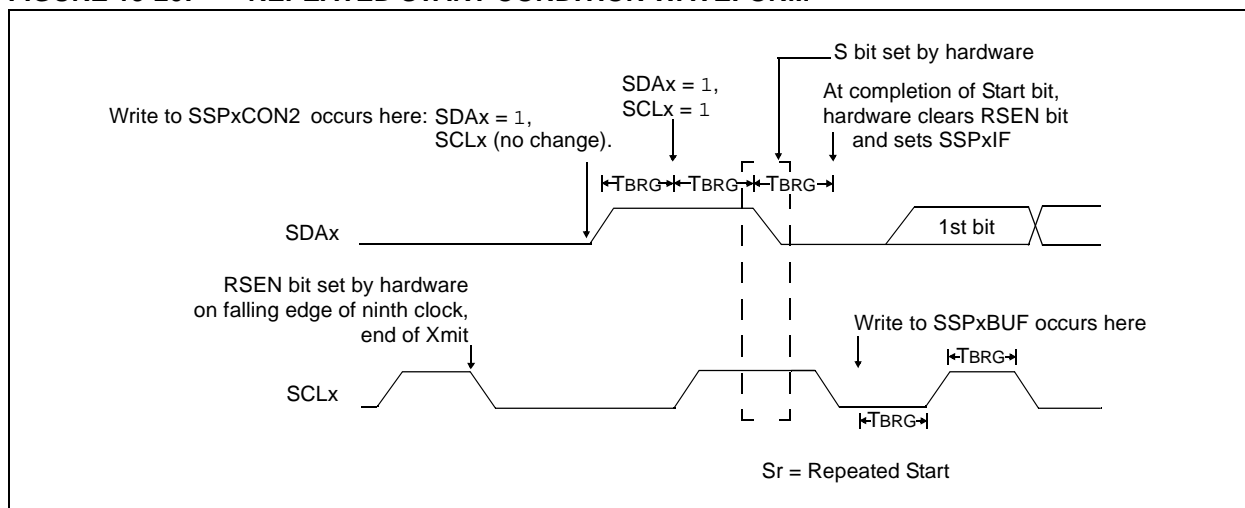 S bit set by hardware
SDAx = 1,
SCLx = 1
At completion of Start bit,
hardware clears RSEN bit
and sets SSPxIF
Write to SSPxCON2 occurs here: SDAx = 1,
SCLx (no change).
TBRG TBRG TBRG
SDAx
1st bit
RSEN bit set by hardware
on falling edge of ninth clock,
end of Xmit
Write to SSPxBUF occurs here
TBRG
SCLx
TBRG
Sr = Repeated Start